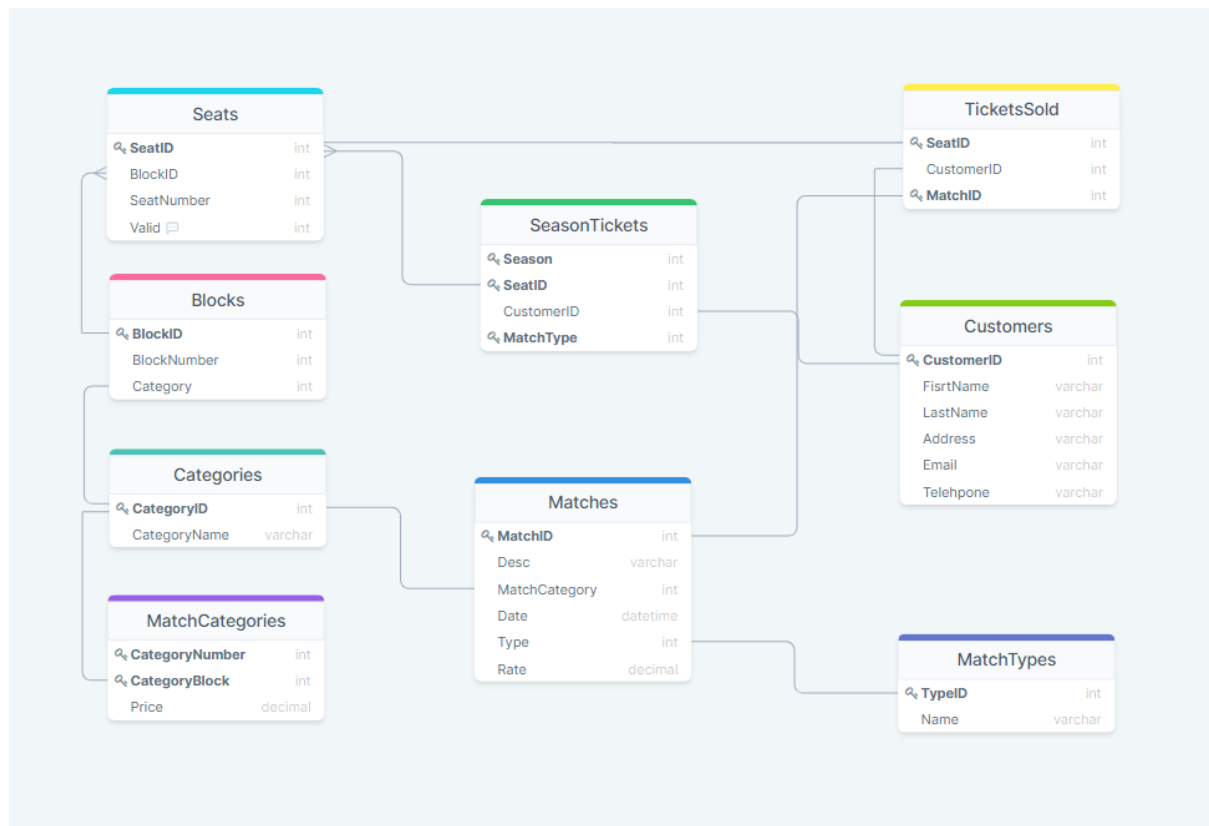 Seats
SeatID int
BlockID int
SeatNumber int
Valid int
Blocks
BlockID int
BlockNumber int
Category int
Categories
CategoryID int
CategoryName varchar
MatchCategories
CategoryNumber int
CategoryBlock int
Price decimal
SeasonTickets
Season int
SeatID int
CustomerID int
MatchType int
Matches
MatchID int
Desc varchar
MatchCategory int
Date datetime
Type int
Rate decimal
TicketsSold
SeatID int
CustomerID int
MatchID int
Customers
CustomerID int
FisrtName varchar
LastName varchar
Address varchar
Email varchar
Telehpone varchar
MatchTypes
TypeID int
Name varchar